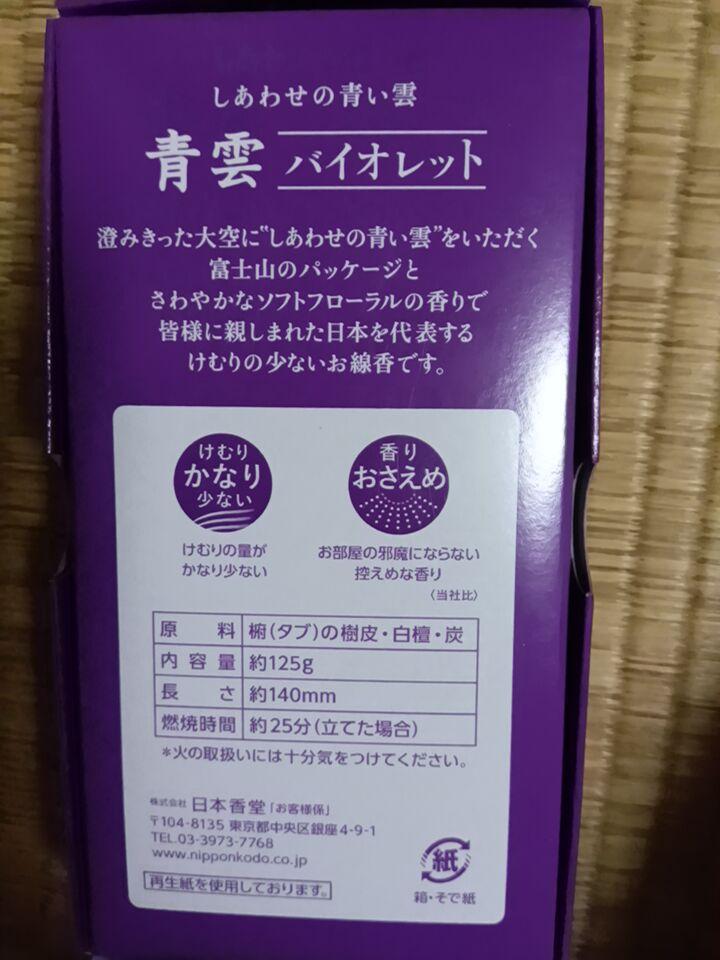 しあわせの青い雲
青雲 バイオレット
澄みきった大空に“しあわせの青い雲”をいただく
富士山のパッケージと
さわやかなソフトフローラルの香りで
皆様に親しまれた日本を代表する
けむりの少ないお線香です。
けむり
かなり
少ない
けむりの量が
かなり少ない
香り
おさえめ
お部屋の邪魔にならない
控えめな香り
(当社比)
原料 椨(タブ)の樹皮・白檀・炭
内容量 約125g
長さ 約140mm
燃焼時間 約25分(立てた場合)
*火の取扱いには十分気をつけてください。
株式会社 日本香堂「お客様係」
〒104-8135 東京都中央区銀座4-9-1
TEL.03-3973-7768
www.nipponkodo.co.jp
再生紙を使用しております。
紙
箱・そで紙